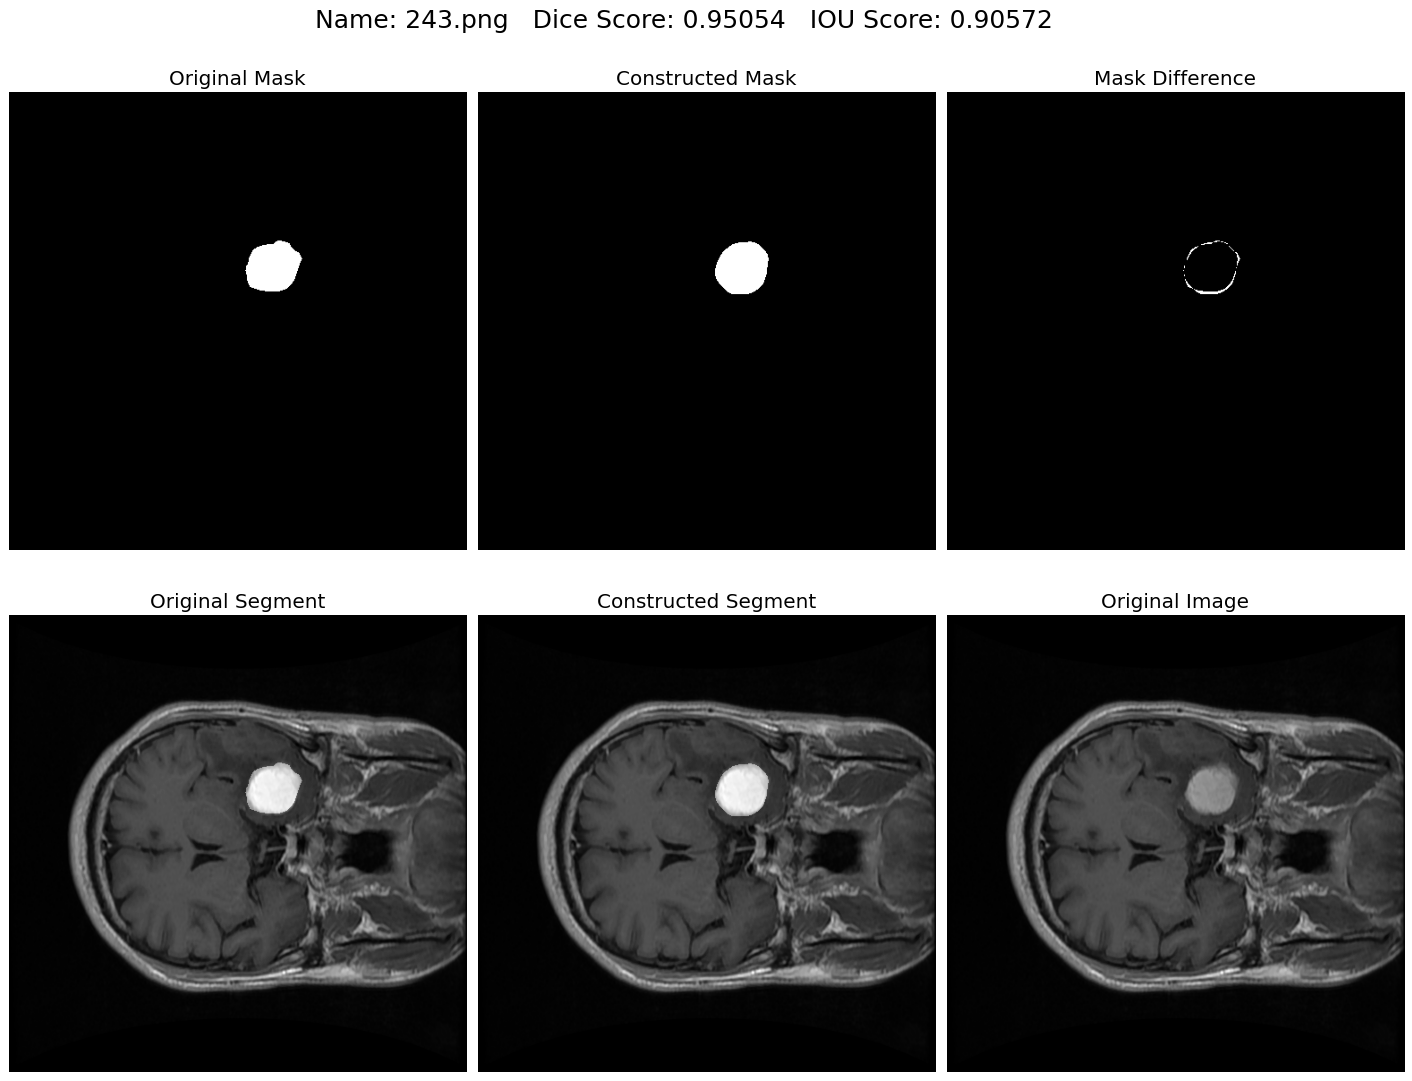 Name: 243.png   Dice Score: 0.95054   IOU Score: 0.90572
Original Mask
Constructed Mask
Mask Difference
Original Segment
Constructed Segment
Original Image